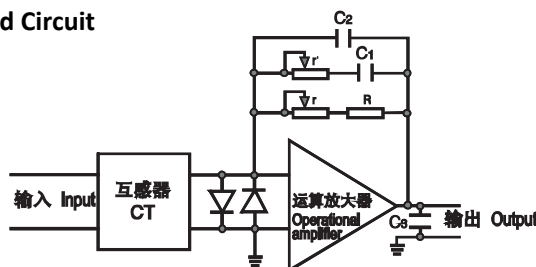 d Circuit
C2
r'
C1
r
R
输入 Input
互感器
CT
运算放大器
Operational
amplifier
C3
输出 Output